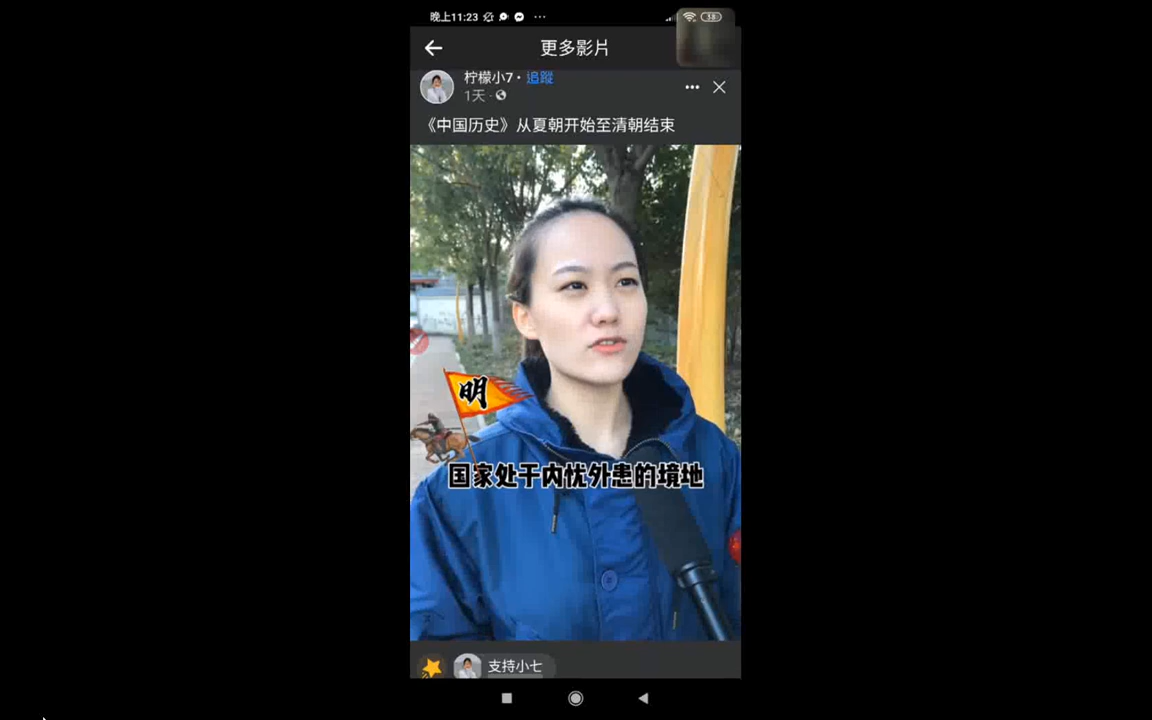 晚上11:23
38
更多影片
柠檬小7 · 追蹤
1天 ·
《中国历史》从夏朝开始至清朝结束
明
国家处于内忧外患的境地
支持小七